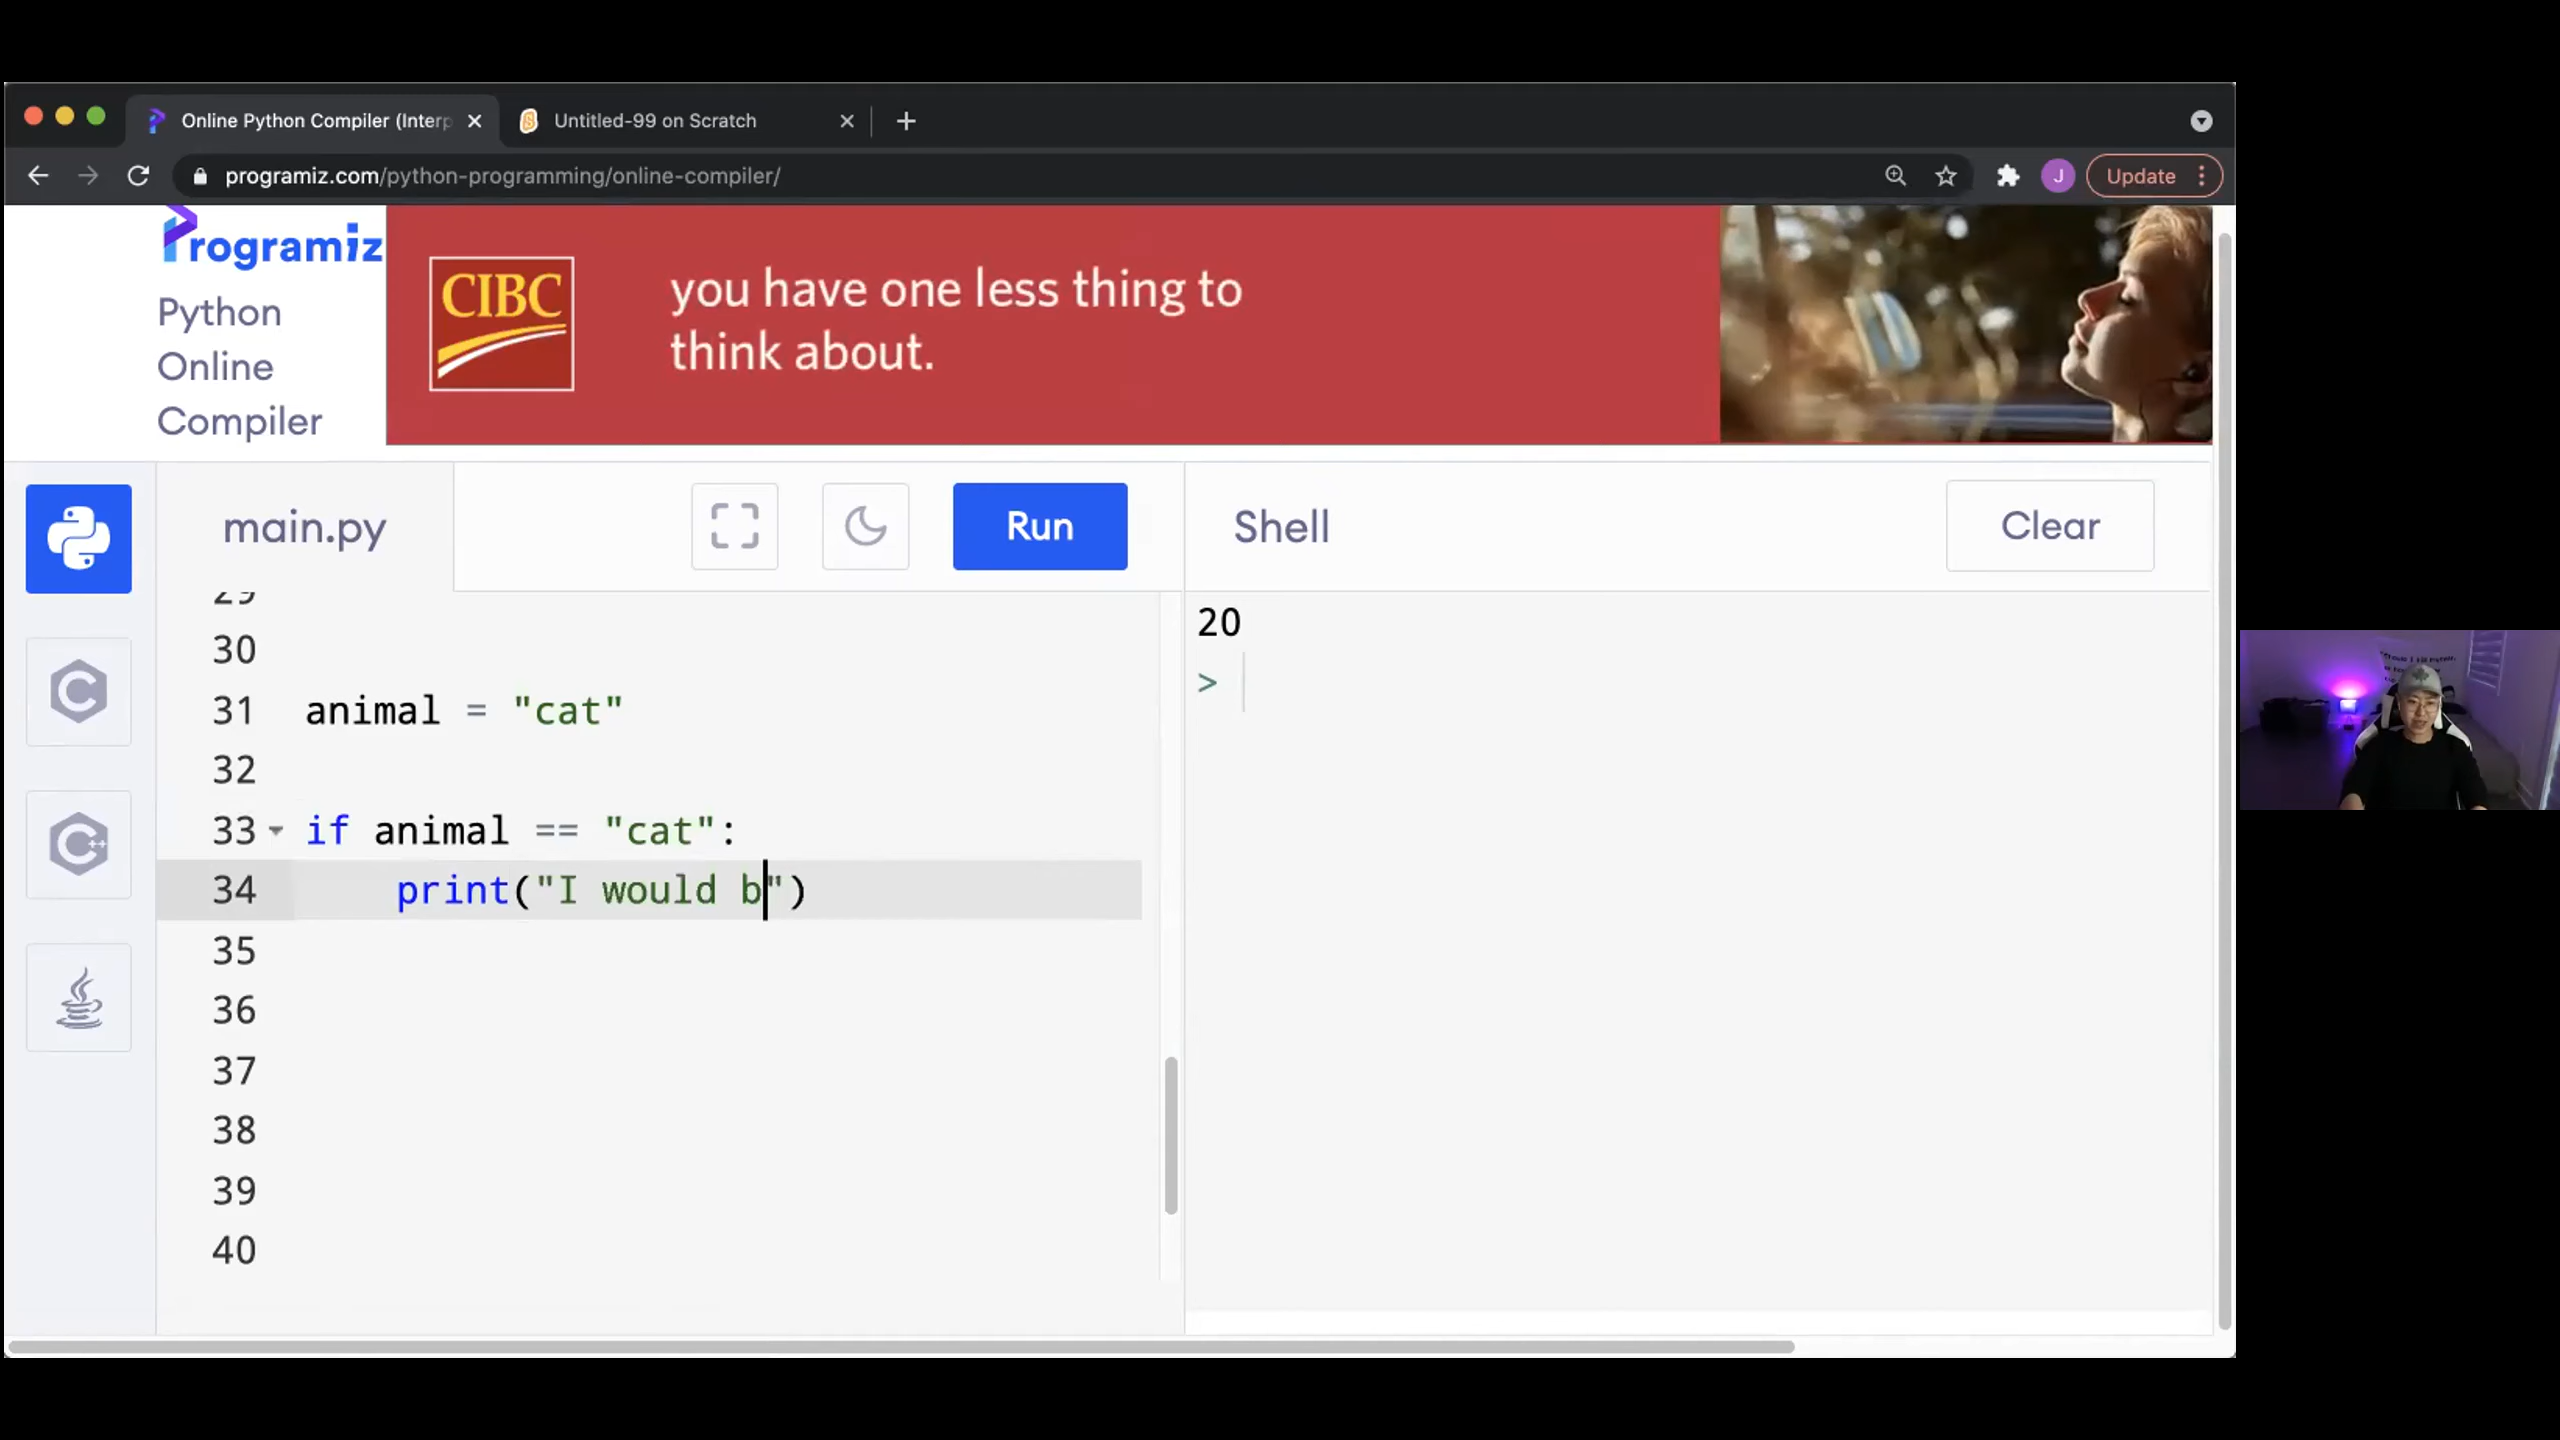 Online Python Compiler (Interp
Untitled-99 on Scratch
programiz.com/python-programming/online-compiler/
J
Update
Programiz
Python
Online
Compiler
CIBC
you have one less thing to
think about.
main.py
Run
Shell
Clear
29
30
31 animal = "cat"
32
33 if animal == "cat":
34 print("I would b")
35
36
37
38
39
40
20
>